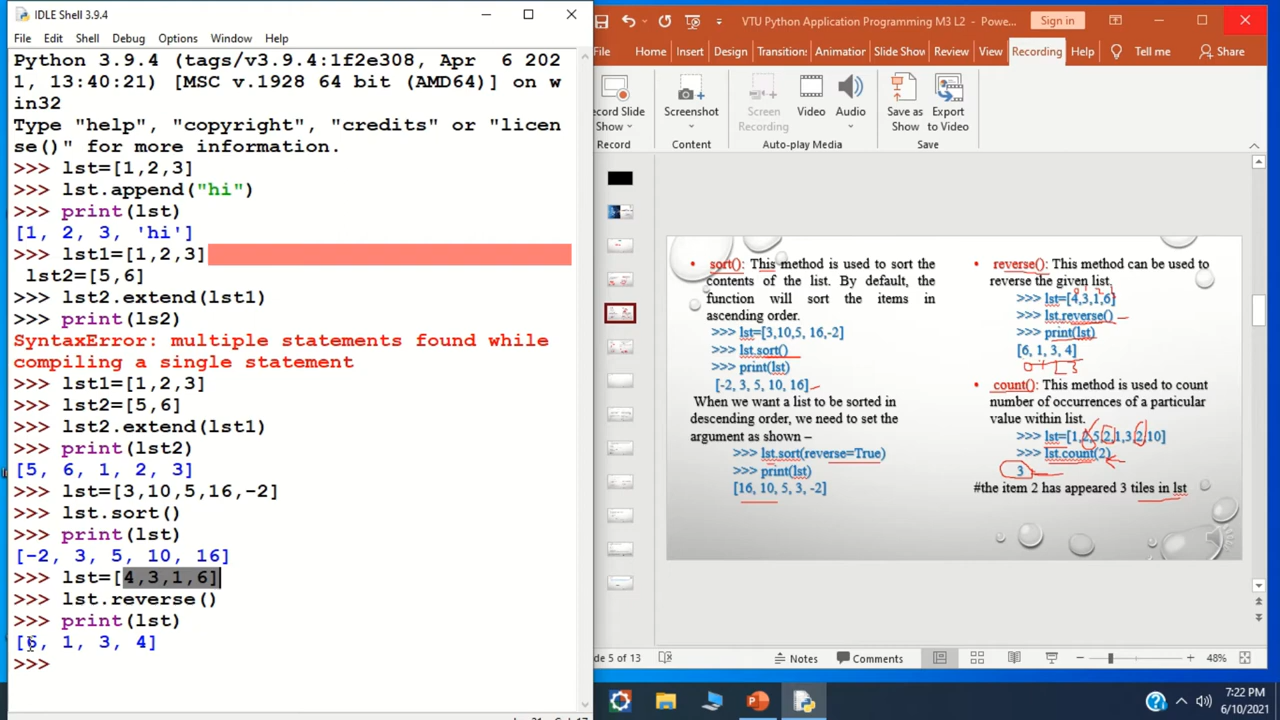 IDLE Shell 3.9.4
File Edit Shell Debug Options Window Help
Python 3.9.4 (tags/v3.9.4:1f2e308, Apr  6 202
1, 13:40:21) [MSC v.1928 64 bit (AMD64)] on w
in32
Type "help", "copyright", "credits" or "licen
se()" for more information.
>>> lst=[1,2,3]
>>> lst.append("hi")
>>> print(lst)
[1, 2, 3, 'hi']
>>> lst1=[1,2,3]
lst2=[5,6]
>>> lst2.extend(lst1)
>>> print(ls2)
SyntaxError: multiple statements found while
compiling a single statement
>>> lst1=[1,2,3]
>>> lst2=[5,6]
>>> lst2.extend(lst1)
>>> print(lst2)
[5, 6, 1, 2, 3]
>>> lst=[3,10,5,16,-2]
>>> lst.sort()
>>> print(lst)
[-2, 3, 5, 10, 16]
>>> lst=[4,3,1,6]
>>> lst.reverse()
>>> print(lst)
[6, 1, 3, 4]
>>>
VTU Python Application Programming M3 L2 - Powe...
Sign in
File Home Insert Design Transition: Animation Slide Show Review View Recording Help Tell me Share
ecord Slide
Show
Screenshot
Screen
Recording
Video
Audio
Save as
Show
Export
to Video
Record
Content
Auto-play Media
Save
• sort(): This method is used to sort the
contents of the list. By default, the
function will sort the items in
ascending order.
>>> lst=[3,10,5, 16,-2]
>>> lst.sort()
>>> print(lst)
[-2, 3, 5, 10, 16]
When we want a list to be sorted in
descending order, we need to set the
argument as shown –
>>> lst.sort(reverse=True)
>>> print(lst)
[16, 10, 5, 3, -2]
• reverse(): This method can be used to
reverse the given list.
>>> lst=[4,3,1,6]
>>> lst.reverse()
>>> print(lst)
[6, 1, 3, 4]
• count(): This method is used to count
number of occurrences of a particular
value within list.
>>> lst=[1,2,5,2,1,3,2,10]
>>> lst.count(2)
3
#the item 2 has appeared 3 tiles in lst
de 5 of 13
Notes
Comments
48%
7:22 PM
6/10/2021